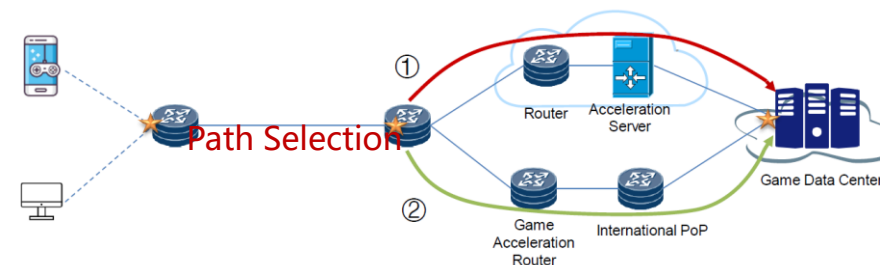 ①
Router
Acceleration
Server
Path Selection
Game Data Center
②
Game
Acceleration
Router
International PoP